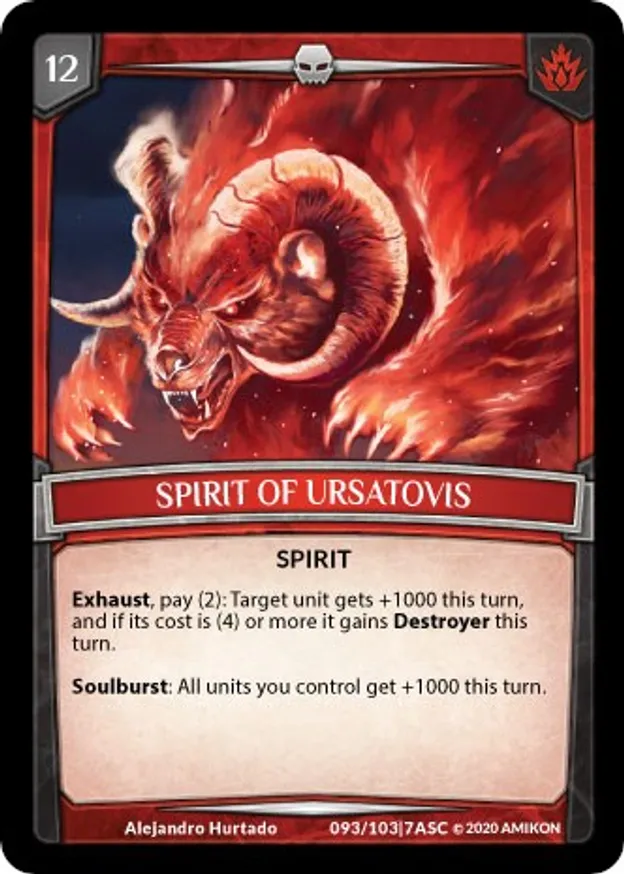 12
SPIRIT OF URSATOVIS
SPIRIT
Exhaust, pay (2): Target unit gets +1000 this turn,
and if its cost is (4) or more it gains Destroyer this
turn.
Soulburst: All units you control get +1000 this turn.
Alejandro Hurtado 093/103|7ASC © 2020 AMIKON